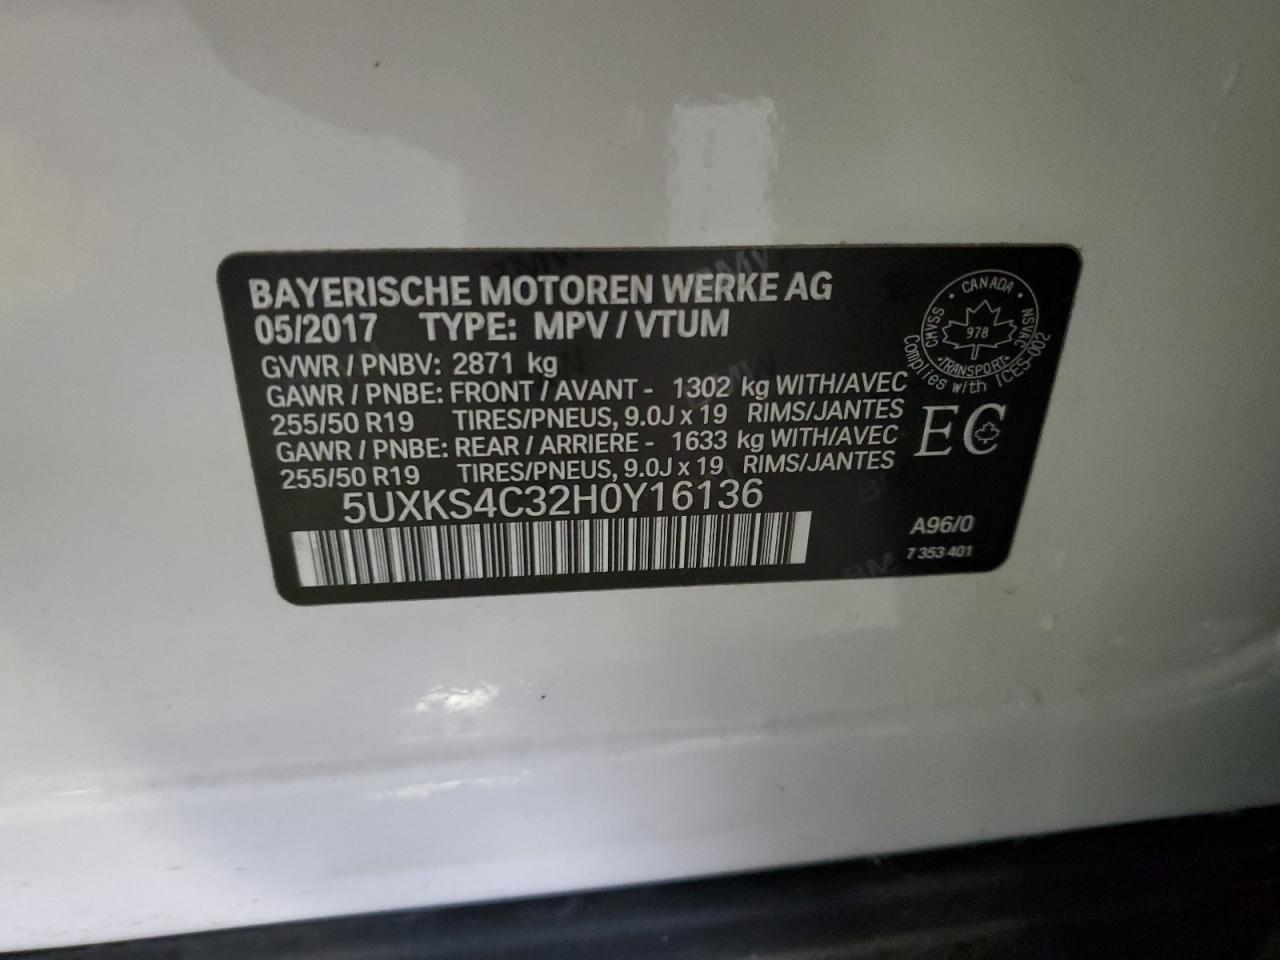 BAYERISCHE MOTOREN WERKE AG
05/2017 TYPE: MPV / VTUM
GVWR / PNBV: 2871 kg
GAWR / PNBE: FRONT / AVANT - 1302 kg WITH/AVEC
255/50 R19 TIRES/PNEUS, 9.0J x 19 RIMS/JANTES
GAWR / PNBE: REAR / ARRIERE - 1633 kg WITH/AVEC
255/50 R19 TIRES/PNEUS, 9.0J x 19 RIMS/JANTES
5UXKS4C32H0Y16136
CANADA
CMVSS
NSVAC
978
TRANSPORT
Complies with ICES-002
EC
A96/0
7 353 401
BMW
BMW
BMW